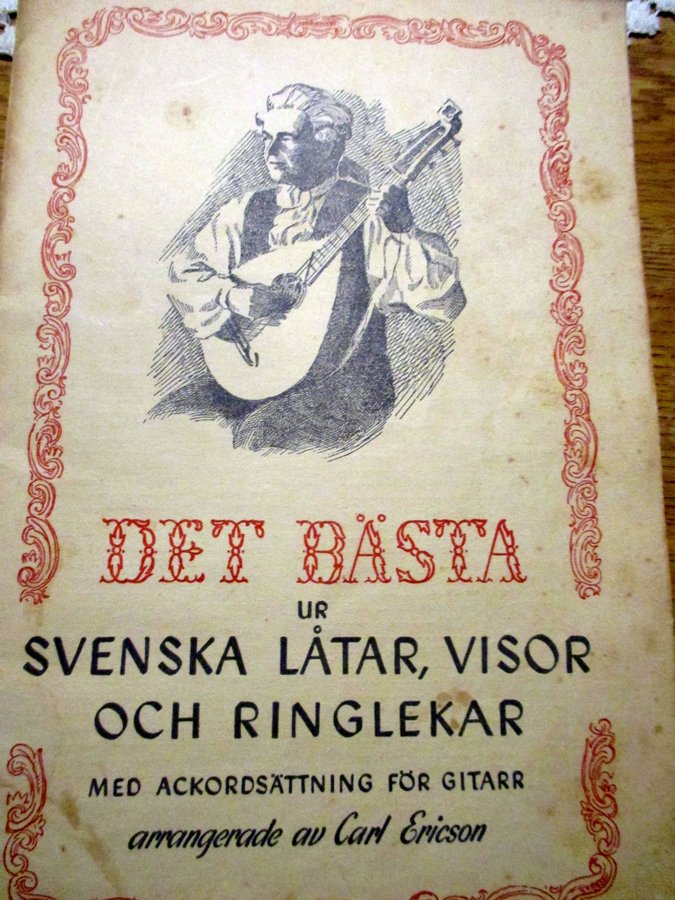 DET BÄSTA
UR
SVENSKA LÅTAR, VISOR
OCH RINGLEKAR
MED ACKORDSÄTTNING FÖR GITARR
arrangerade av Carl Ericson